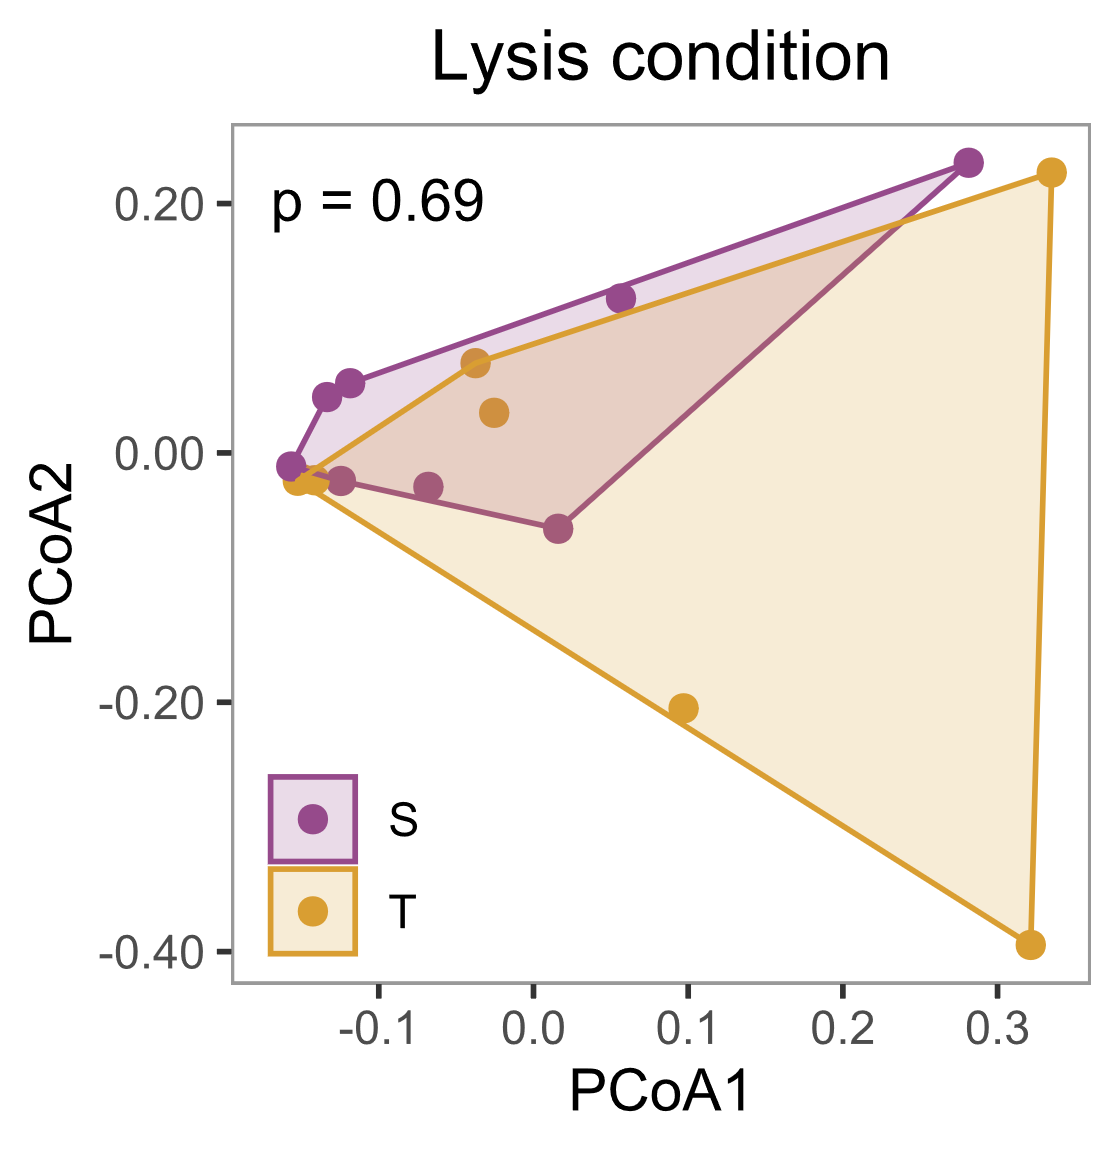 Lysis condition
p = 0.69
0.20
0.00
-0.20
-0.40
PCoA2
S
T
-0.1 0.0 0.1 0.2 0.3
PCoA1